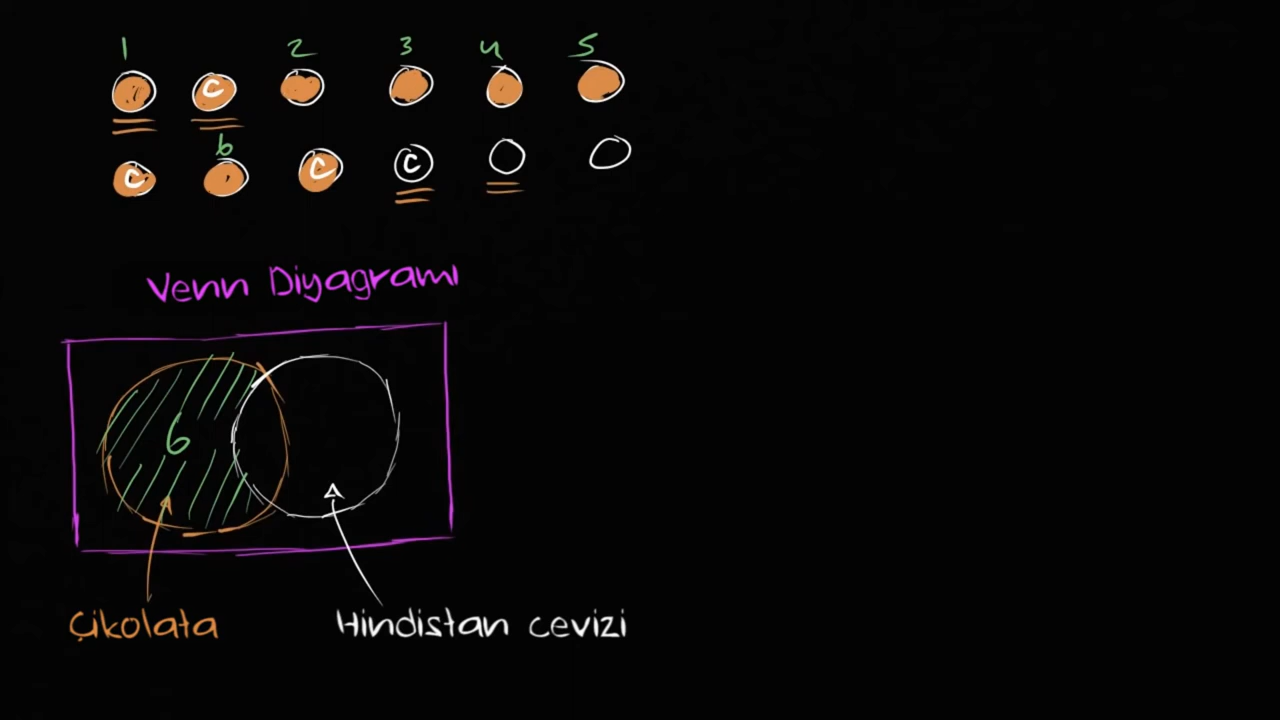 1 2 3 4 5
C
6
C C C
Venn Diyagramı
6
Çikolata Hindistan cevizi